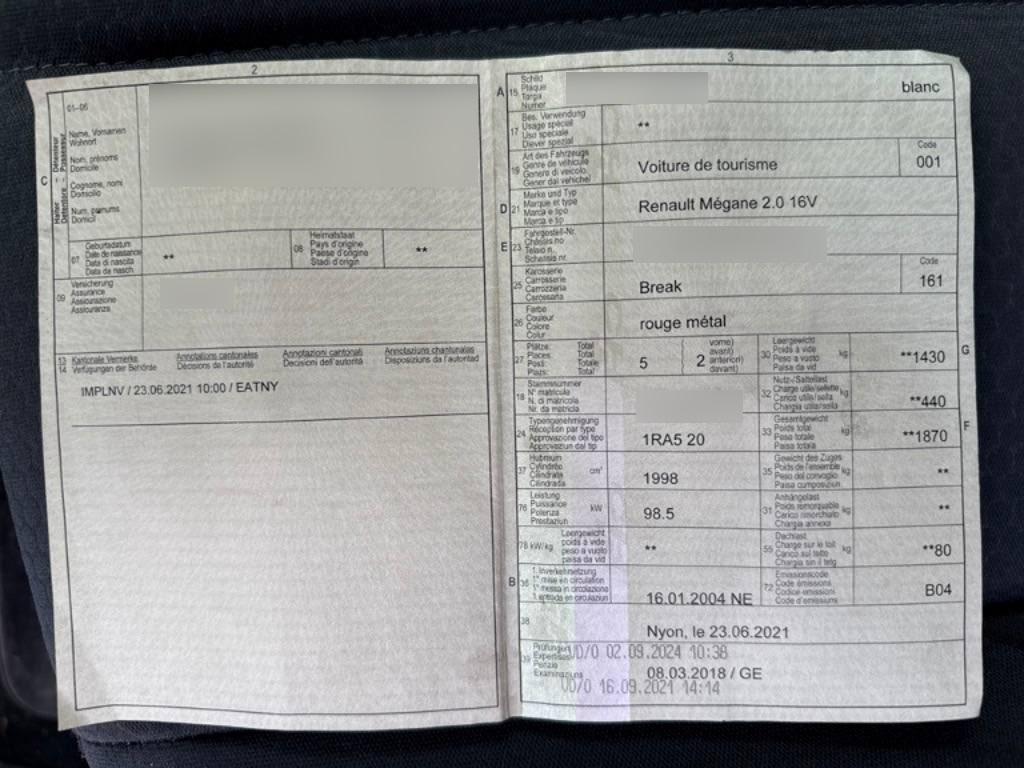 2
01–06
Name, Vornamen
Wohnort
Nom, prénoms
Domicile
Cognome, nomi
Domicilio
Num, prenums
Domicil
C
Halter – Détenteur
Detentore – Possessur
07
Geburtsdatum
Date de naissance
Data di nascita
Data da nasch.
**
08
Heimatstaat
Pays d'origine
Paese d'origine
Stadi d'origin
**
09
Versicherung
Assurance
Assicurazione
Assicuranza
13
14
Kantonale Vermerke
Verfügungen der Behörde
Annotations cantonales
Décisions de l'autorité
Annotazioni cantonali
Decisioni dell'autorità
Annotaziuns chantunalas
Disposiziuns da l'autoritad
IMPLNV / 23.06.2021 10:00 / EATNY
3
A
15
Schild
Plaque
Targa
Numer
blanc
17
Bes. Verwendung
Usage spécial
Uso speciale
Diever spezial
**
19
Art des Fahrzeugs
Genre de véhicule
Genere di veicolo
Gener dal vehichel
Voiture de tourisme
Code
001
D
21
Marke und Typ
Marque et type
Marca e tipo
Marca e tip
Renault Mégane 2.0 16V
E
23
Fahrgestell-Nr.
Châssis no
Telaio n.
Schassis nr.
25
Karosserie
Carrosserie
Carrozzeria
Carossaria
Break
Code
161
26
Farbe
Couleur
Colore
Colur
rouge métal
27
Plätze: Total
Places: Total
Posti: Totale
Plazs: Total
5
2
vorne)
avant)
anteriori)
davant)
30
Leergewicht
Poids à vide
Peso a vuoto
Paisa da vid
kg
**1430
G
18
Stammnummer
N° matricule
N. di matricola
Nr. da matricla
32
Nutz-/Sattellast
Charge utile/sellette
Carico utile/sella
Chargia utila/sella
kg
**440
24
Typengenehmigung
Réception par type
Approvazione del tipo
Approvaziun dal tip
1RA5 20
33
Gesamtgewicht
Poids total
Peso totale
Paisa totala
kg
**1870
F
37
Hubraum
Cylindrée
Cilindrata
Cilindrada
cm³
1998
35
Gewicht des Zuges
Poids de l'ensemble
Peso del convoglio
Paisa cumposiziun
kg
**
76
Leistung
Puissance
Potenza
Prestaziun
kW
98.5
31
Anhängelast
Poids remorquable
Carico rimorchiato
Chargia annexa
kg
**
78
kW/kg
Leergewicht
poids à vide
peso a vuoto
paisa da vid
**
55
Dachlast
Charge sur le toit
Carico sul tetto
Chargia sin il tetg
kg
**80
B
36
1. Inverkehrsetzung
1re mise en circulation
1a messa in circolazione
1. entrada en circulaziun
16.01.2004 NE
72
Emissionscode
Code émissions
Codice emissioni
Code d'emissiuns
B04
38
Nyon, le 23.06.2021
39
Prüfungen
Expertises
Perizie
Examinaziuns
VD/O 02.09.2024 10:38
08.03.2018 / GE
VD/O 16.09.2021 14:14